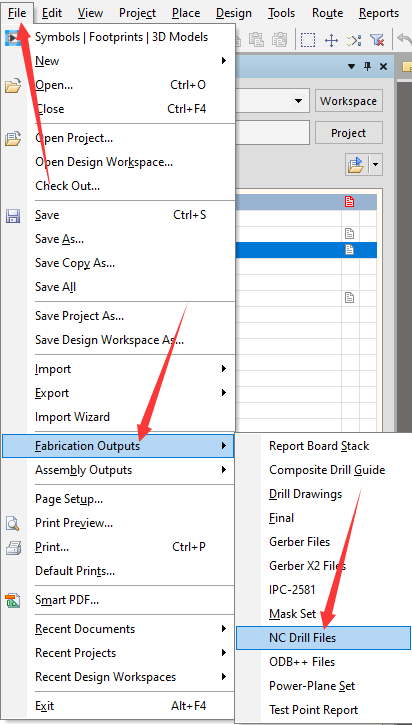 File Edit View Project Place Design Tools Route Reports
Symbols | Footprints | 3D Models
New
Open... Ctrl+O
Close Ctrl+F4
Workspace
Open Project...
Project
Open Design Workspace...
Check Out...
Save Ctrl+S
Save As...
Save Copy As...
Save All
Save Project As...
Save Design Workspace As...
Import
Export
Import Wizard
Fabrication Outputs
Assembly Outputs
Page Setup...
Print Preview...
Print... Ctrl+P
Default Prints...
Smart PDF...
Recent Documents
Recent Projects
Recent Design Workspaces
Exit Alt+F4
Report Board Stack
Composite Drill Guide
Drill Drawings
Final
Gerber Files
Gerber X2 Files
IPC-2581
Mask Set
NC Drill Files
ODB++ Files
Power-Plane Set
Test Point Report